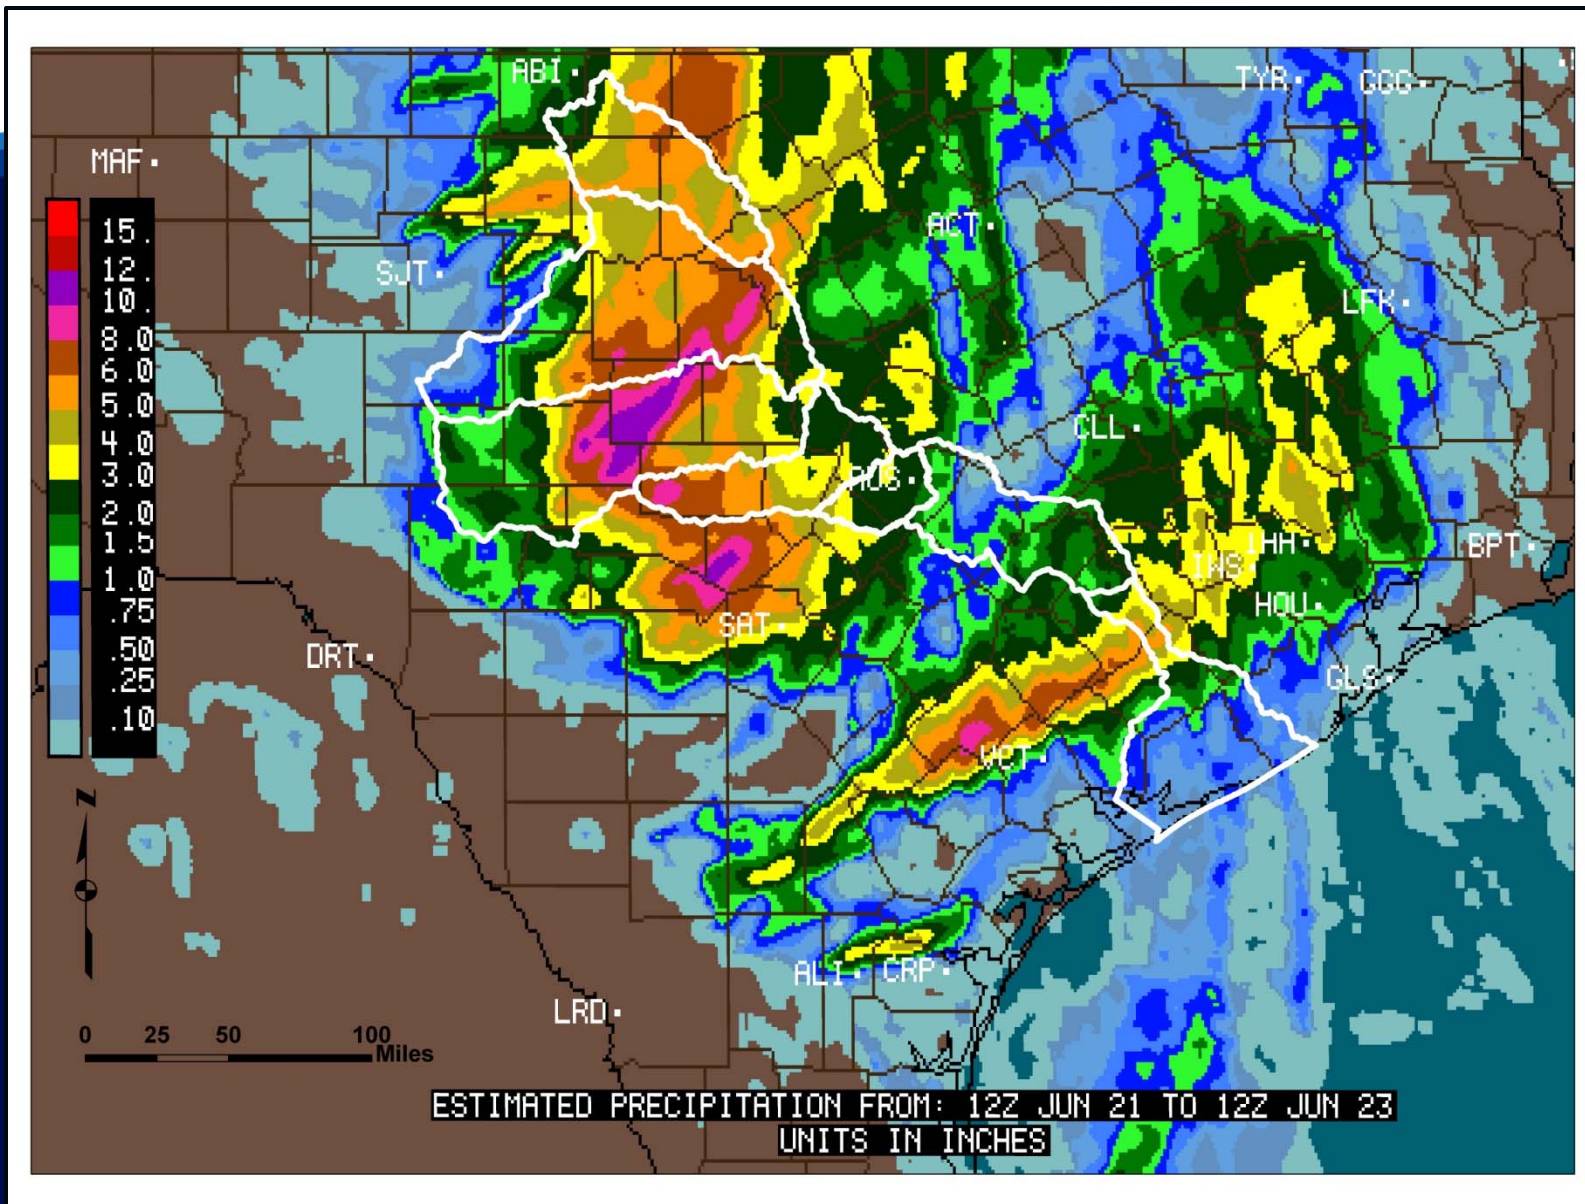 ABI
TYR
GGG
MAF
15.
12.
10.
8.0
6.0
5.0
4.0
3.0
2.0
1.5
1.0
.75
.50
.25
.10
ACT
SJT
LFK
CLL
AUS
IAH
IWS
BPT
HOU
SAT
DRT
GLS
VCT
Z
ALI
CRP
LRD
0 25 50 100
Miles
ESTIMATED PRECIPITATION FROM: 12Z JUN 21 TO 12Z JUN 23
UNITS IN INCHES